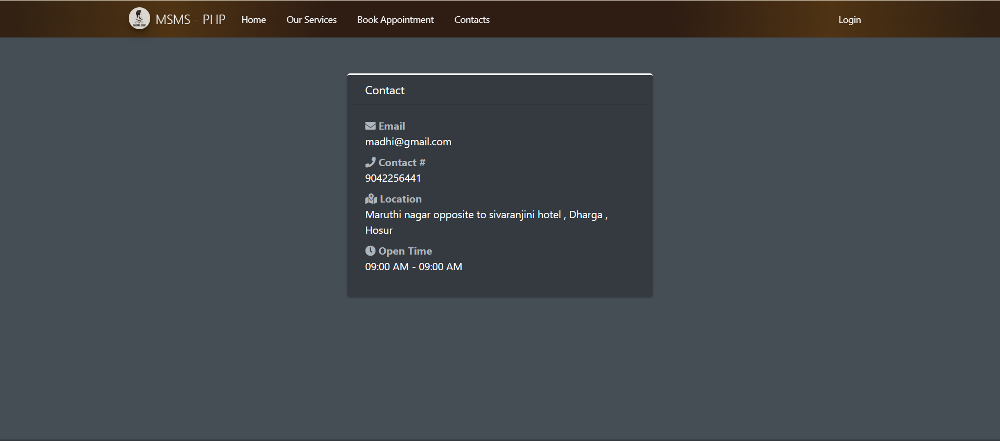 MSMS - PHP Home Our Services Book Appointment Contacts Login
Contact
Email
madhi@gmail.com
Contact #
9042256441
Location
Maruthi nagar opposite to sivaranjini hotel , Dharga ,
Hosur
Open Time
09:00 AM - 09:00 AM